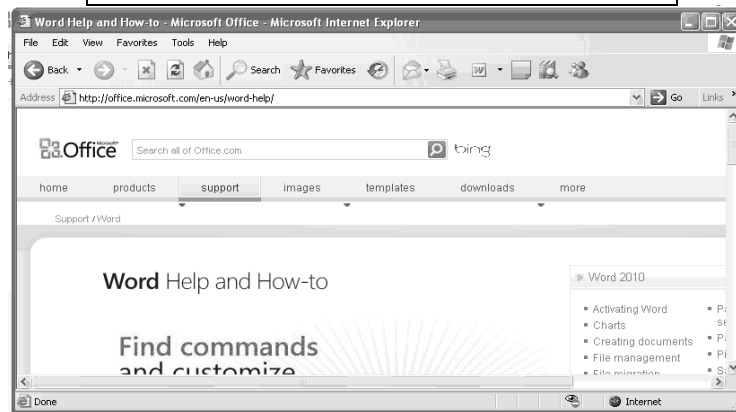 Word Help and How-to - Microsoft Office - Microsoft Internet Explorer
File Edit View Favorites Tools Help
Back Search Favorites
Address http://office.microsoft.com/en-us/word-help/ Go Links
Office Search all of Office.com bing
home products support images templates downloads more
Support / Word
Word Help and How-to
Word 2010
Activating Word
Charts
Creating documents
File management
File migration
Find commands
and customize
Done Internet